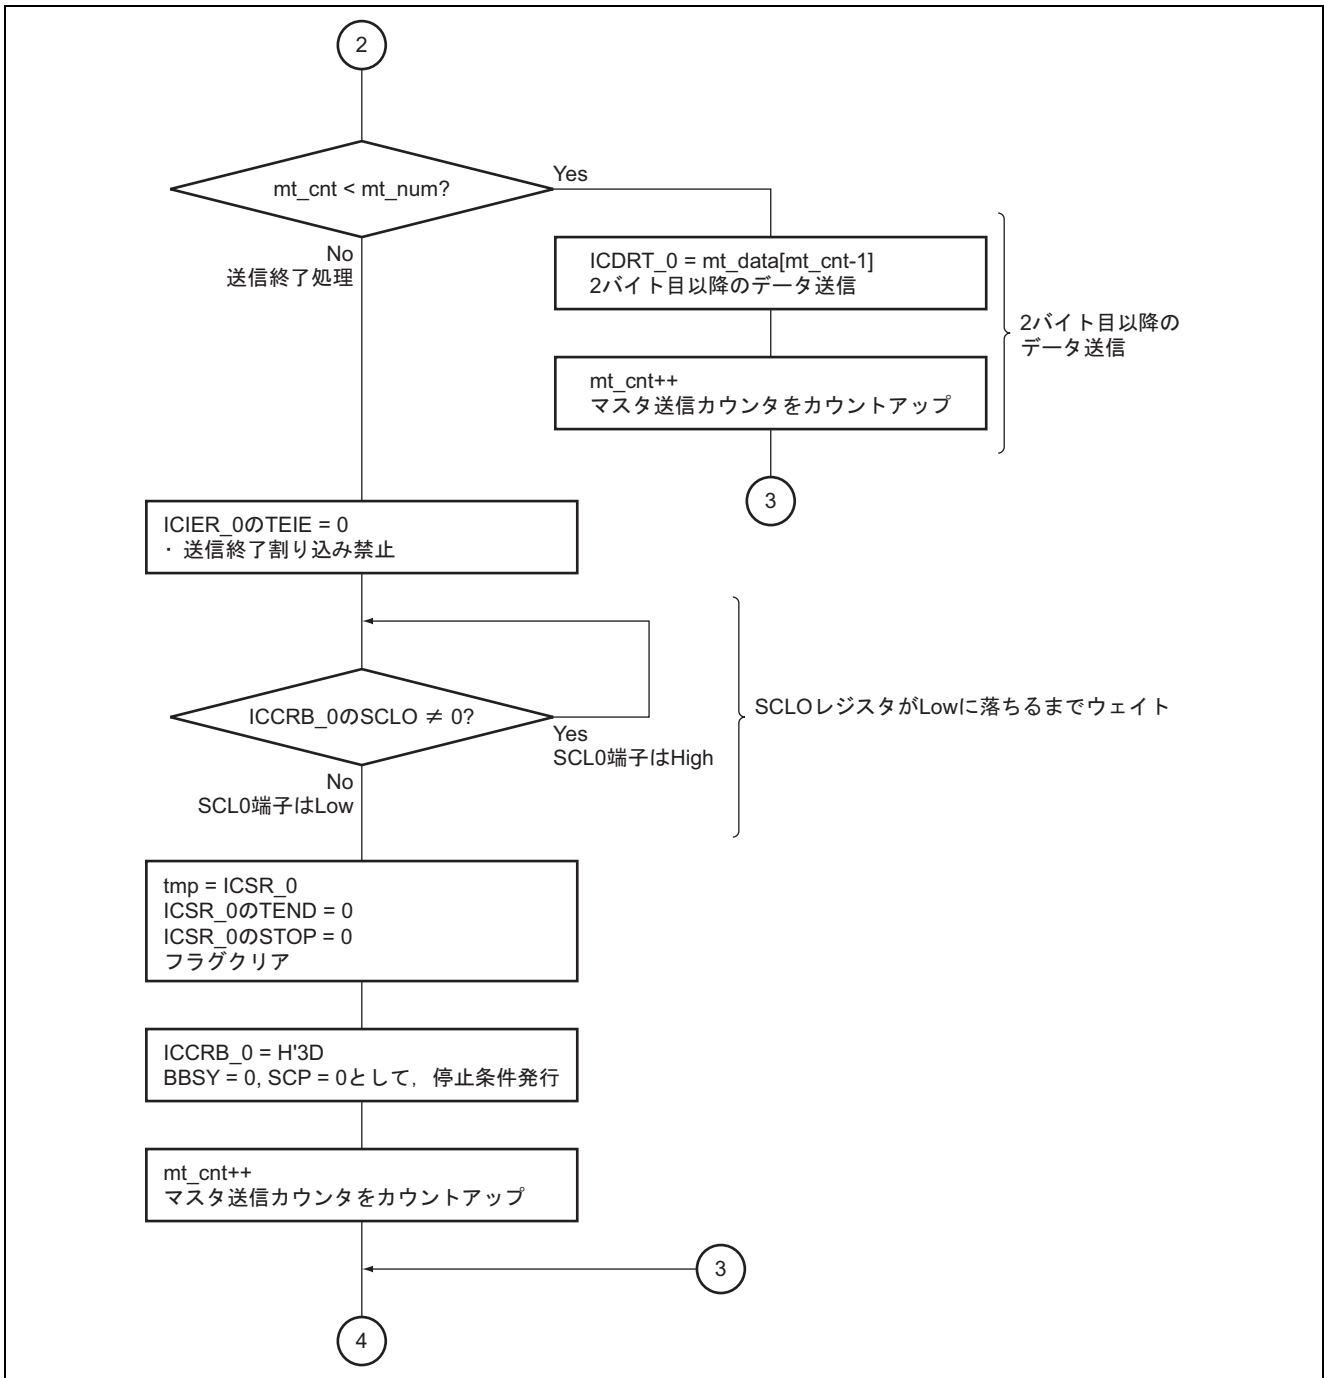 2
mt_cnt < mt_num?
Yes
No
送信終了処理
ICDRT_0 = mt_data[mt_cnt-1]
2バイト目以降のデータ送信
mt_cnt++
マスタ送信カウンタをカウントアップ
2バイト目以降の
データ送信
3
ICIER_0のTEIE = 0
・送信終了割り込み禁止
ICCRB_0のSCLO ≠ 0?
Yes
SCL0端子はHigh
No
SCL0端子はLow
SCLOレジスタがLowに落ちるまでウェイト
tmp = ICSR_0
ICSR_0のTEND = 0
ICSR_0のSTOP = 0
フラグクリア
ICCRB_0 = H'3D
BBSY = 0, SCP = 0として，停止条件発行
mt_cnt++
マスタ送信カウンタをカウントアップ
3
4